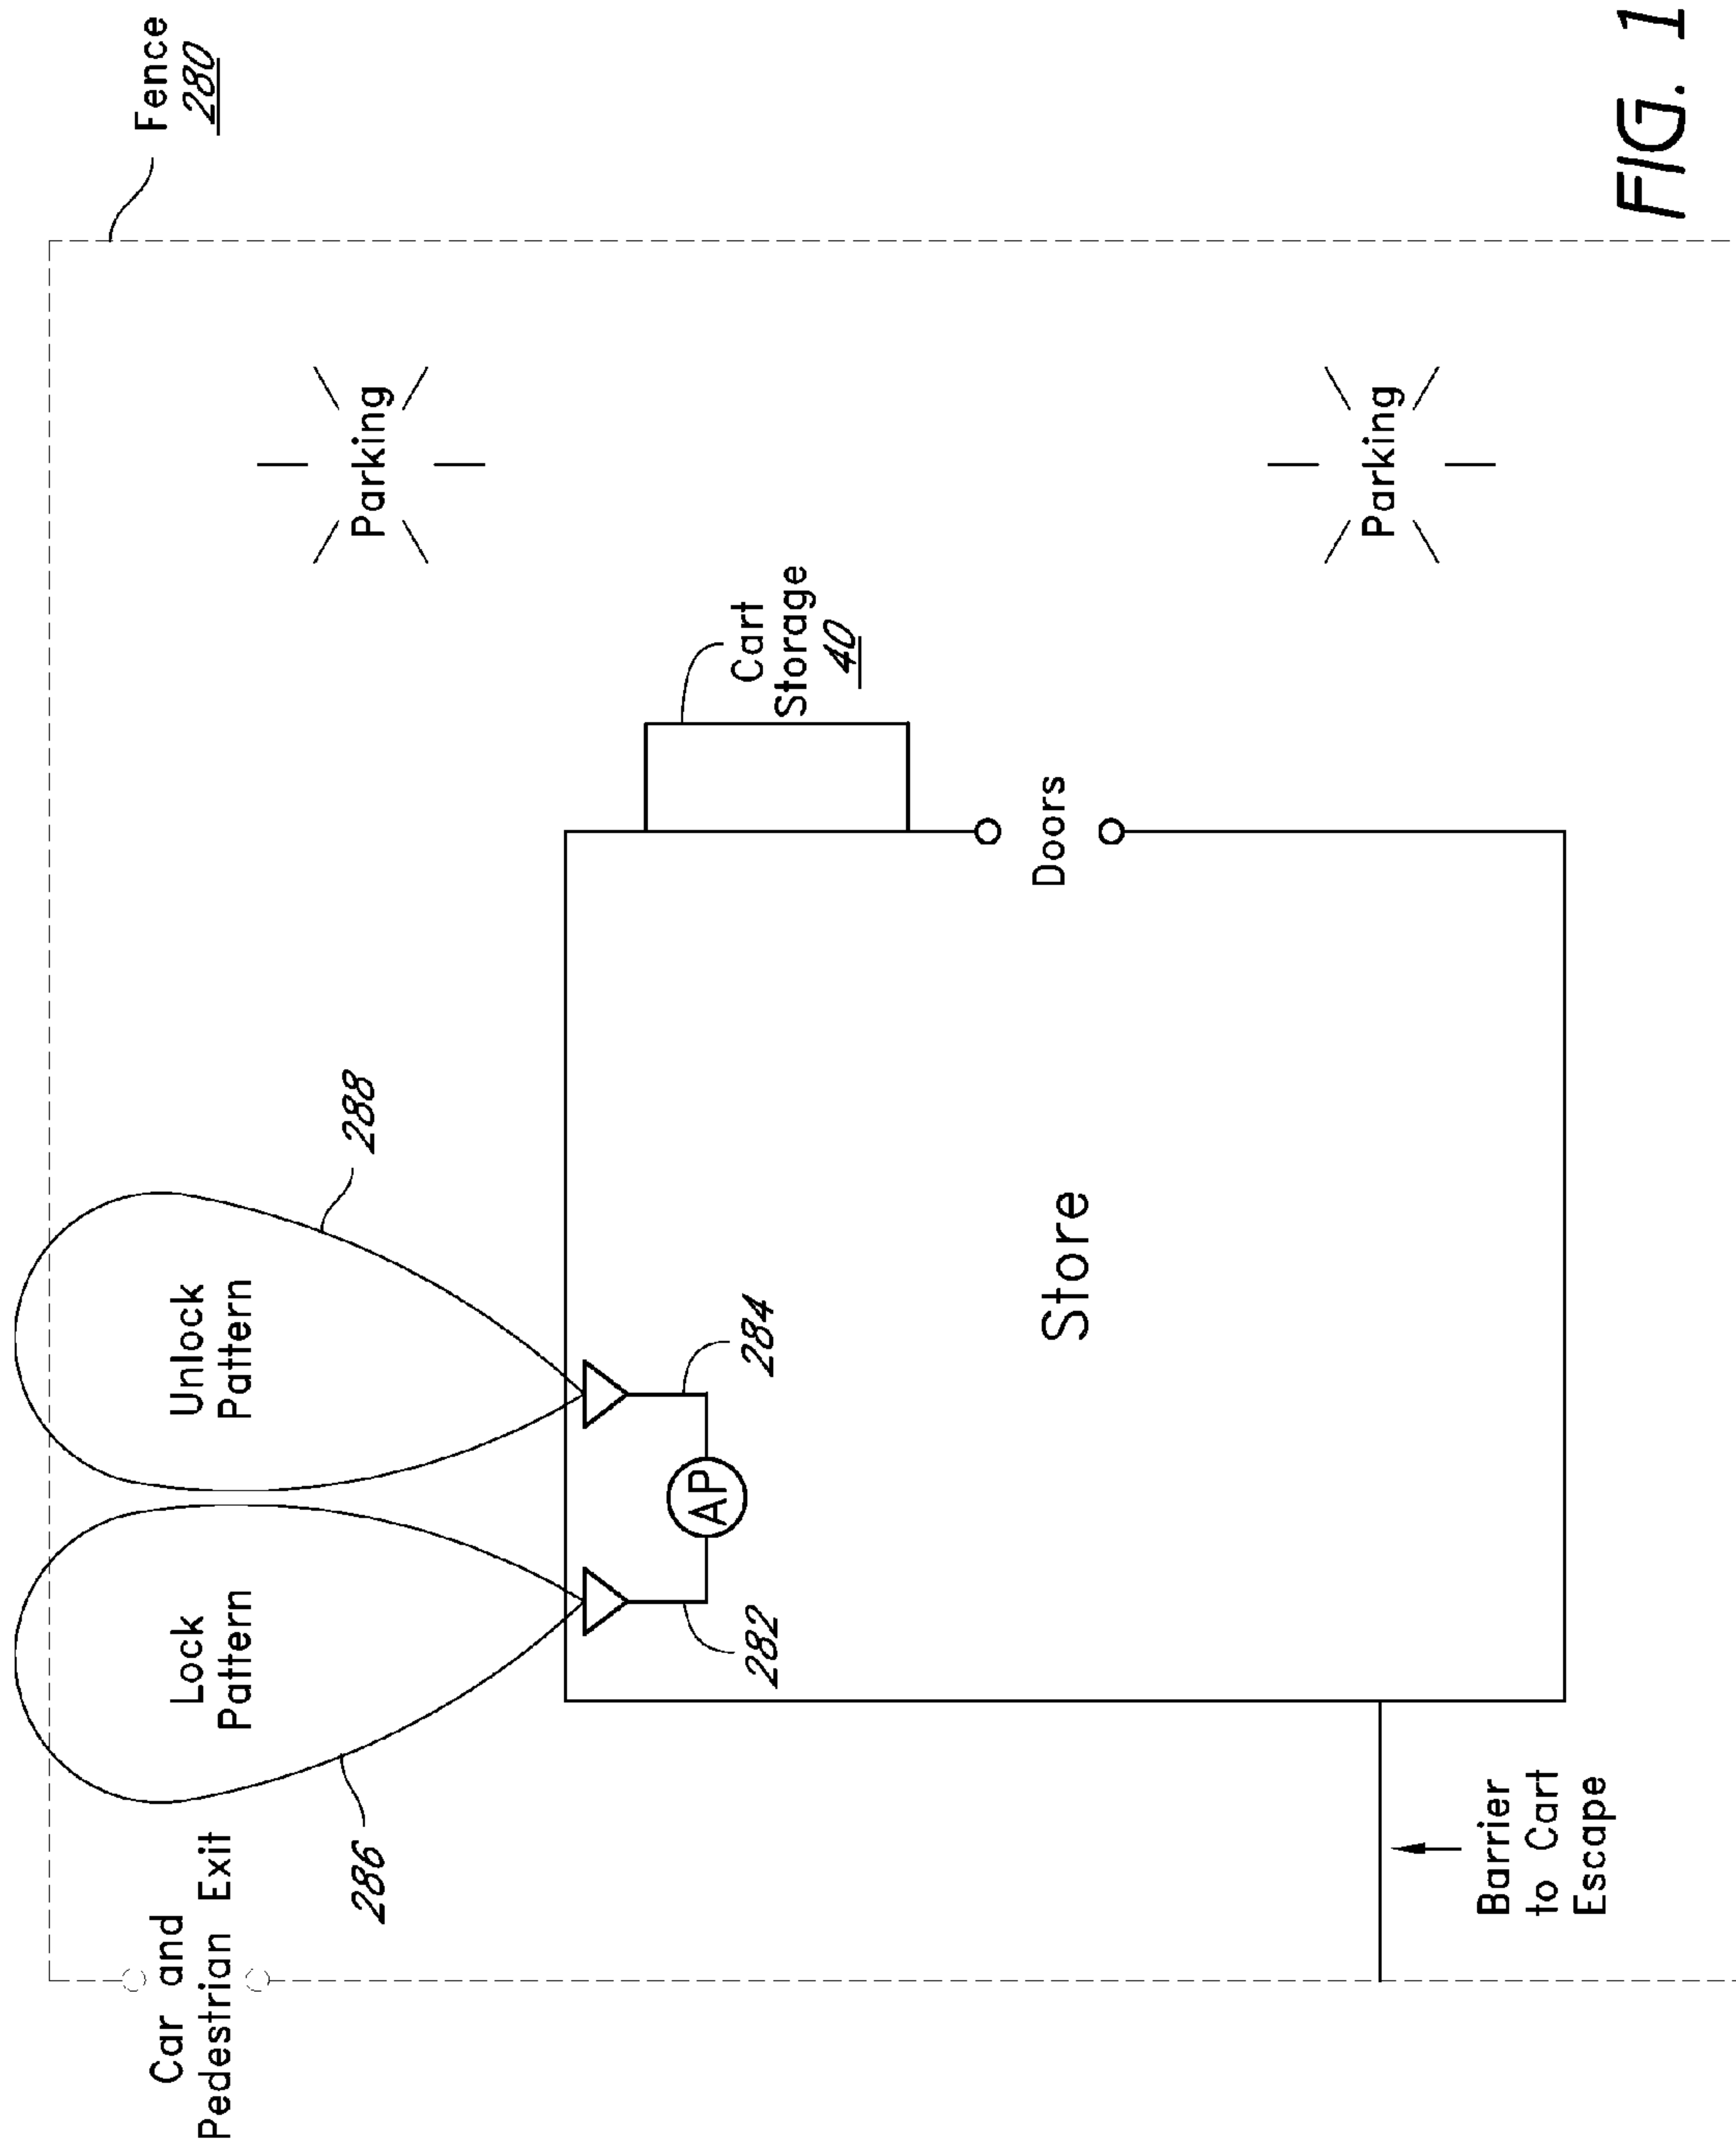 Fence
280
Car and
Pedestrian Exit
Lock
Pattern
Unlock
Pattern
286
288
Parking
AP
282
284
Cart
Storage
40
Store
Doors
Parking
Barrier
to Cart
Escape
FIG. 1